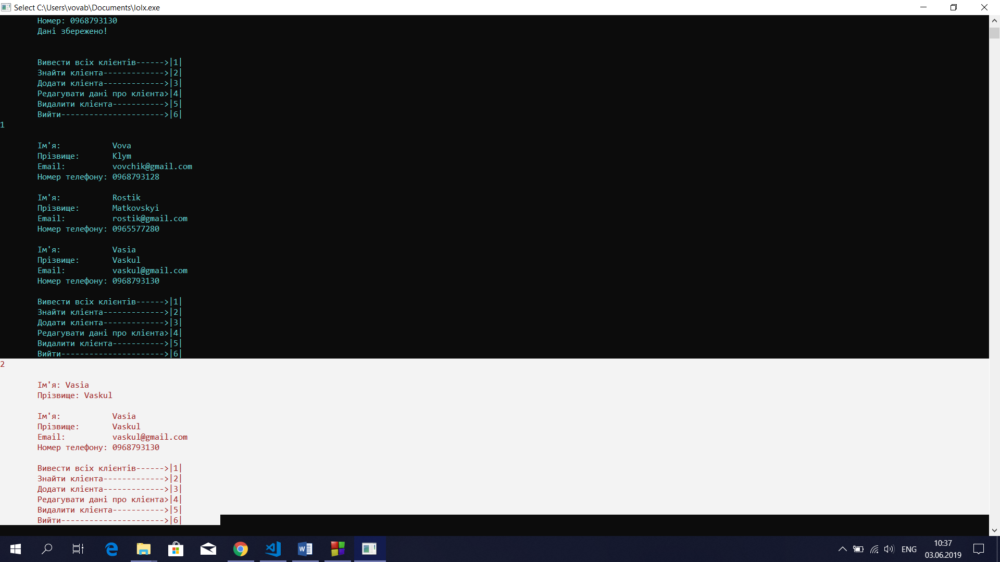 Select C:\Users\vovab\Documents\lolx.exe
Номер: 0968793130
Дані збережено!
Вивести всіх клієнтів------>|1|
Знайти клієнта------------->|2|
Додати клієнта------------->|3|
Редагувати дані про клієнта>|4|
Видалити клієнта----------->|5|
Вийти---------------------->|6|
1
Ім'я: Vova
Прізвище: Klym
Email: vovchik@gmail.com
Номер телефону: 0968793128
Ім'я: Rostik
Прізвище: Matkovskyi
Email: rostik@gmail.com
Номер телефону: 0965577280
Ім'я: Vasia
Прізвище: Vaskul
Email: vaskul@gmail.com
Номер телефону: 0968793130
Вивести всіх клієнтів------>|1|
Знайти клієнта------------->|2|
Додати клієнта------------->|3|
Редагувати дані про клієнта>|4|
Видалити клієнта----------->|5|
Вийти---------------------->|6|
2
Ім'я: Vasia
Прізвище: Vaskul
Ім'я: Vasia
Прізвище: Vaskul
Email: vaskul@gmail.com
Номер телефону: 0968793130
Вивести всіх клієнтів------>|1|
Знайти клієнта------------->|2|
Додати клієнта------------->|3|
Редагувати дані про клієнта>|4|
Видалити клієнта----------->|5|
Вийти---------------------->|6|
ENG
10:37
03.06.2019